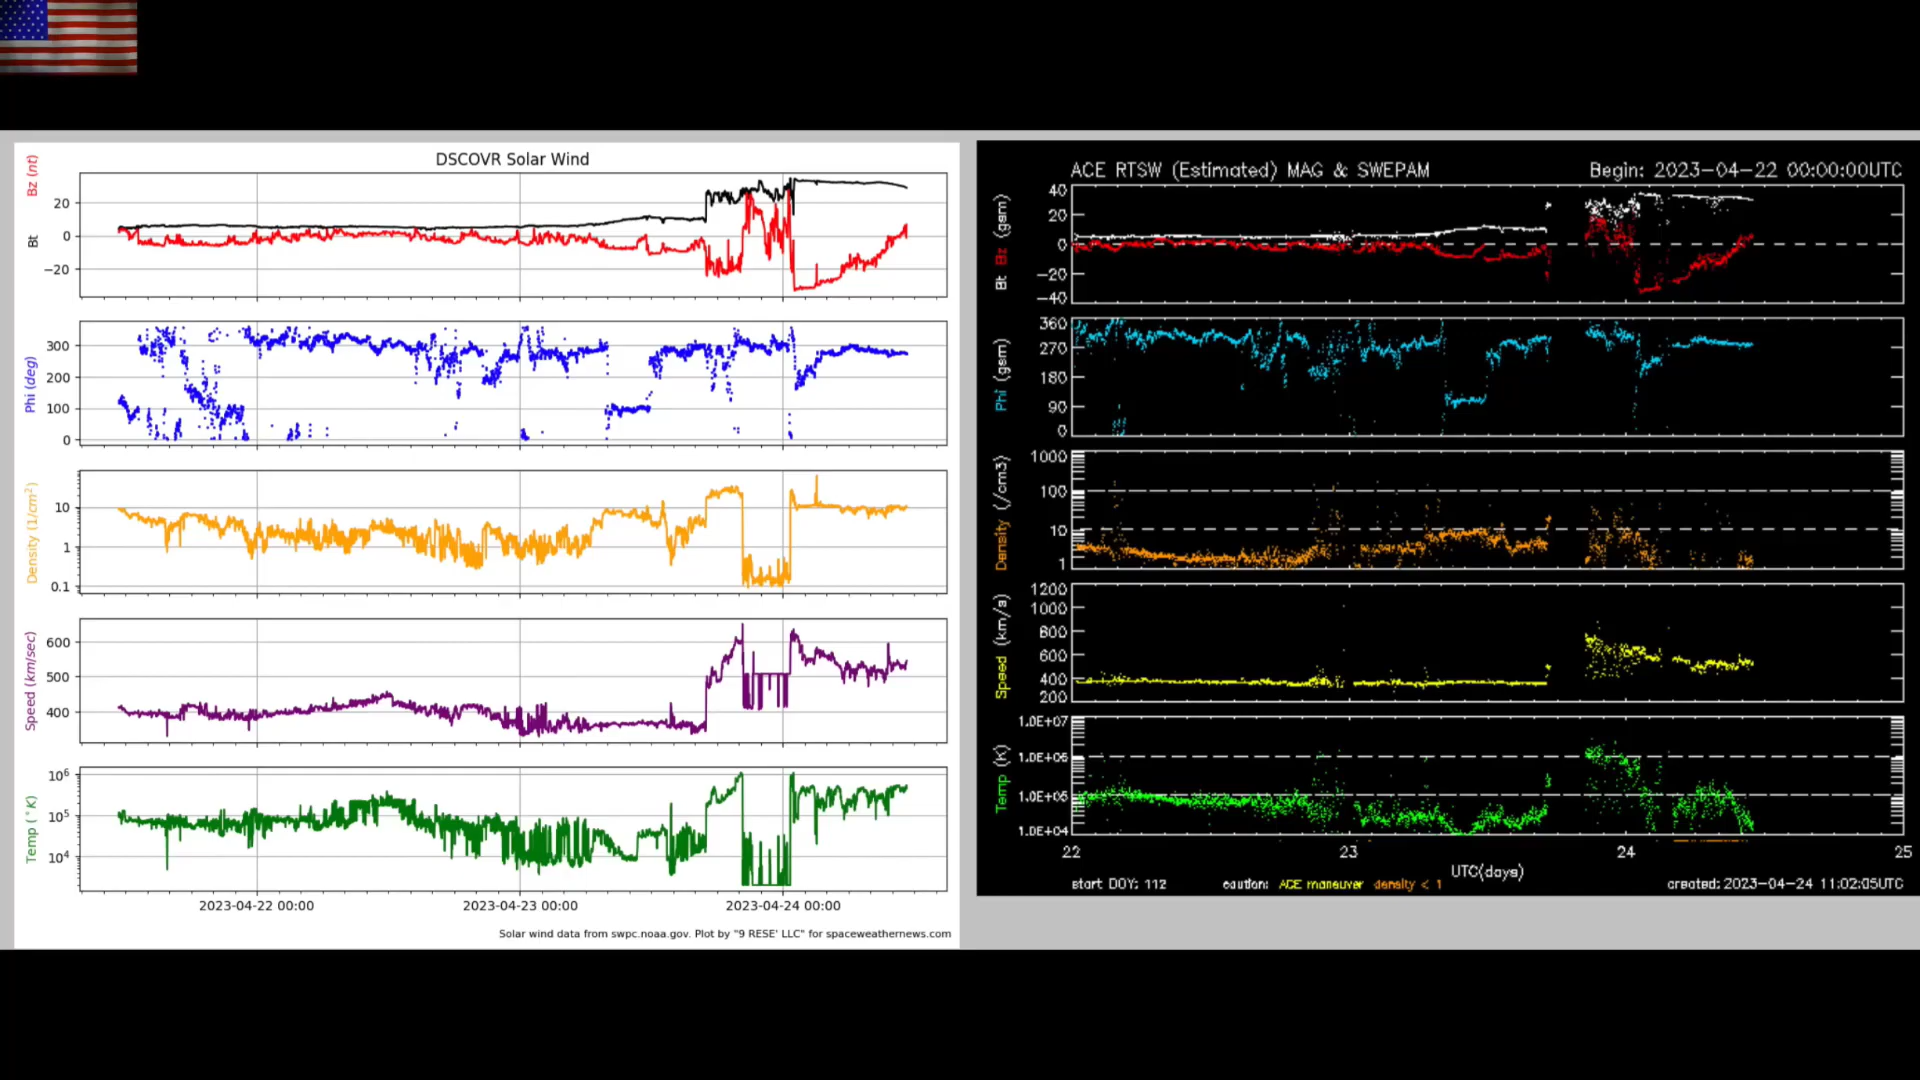 DSCOVR Solar Wind
Bz (nt)
Bt
20
0
−20
Phi (deg)
300
200
100
0
Density (1/cm²)
10
1
0.1
Speed (km/sec)
600
500
400
Temp (°K)
10⁶
10⁵
10⁴
2023-04-22 00:00
2023-04-23 00:00
2023-04-24 00:00
Solar wind data from swpc.noaa.gov. Plot by "9 RESE' LLC" for spaceweathernews.com
ACE RTSW (Estimated) MAG & SWEPAM
Begin: 2023-04-22 00:00:00UTC
Bt Bz (gsm)
40
20
0
−20
−40
Phi (gsm)
360
270
180
90
0
Density (/cm3)
1000
100
10
1
Speed (km/s)
1200
1000
800
600
400
200
Temp (K)
1.0E+07
1.0E+06
1.0E+05
1.0E+04
22
23
24
25
UTC(days)
start DOY: 112
caution: ACE maneuver density < 1
created: 2023-04-24 11:02:05UTC